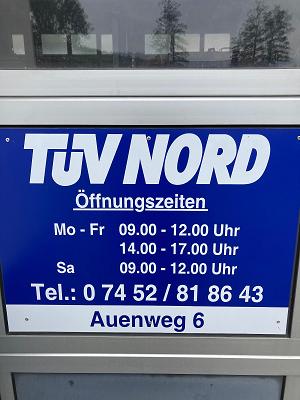 TÜV NORD
Öffnungszeiten
Mo - Fr 09.00 - 12.00 Uhr
14.00 - 17.00 Uhr
Sa 09.00 - 12.00 Uhr
Tel.: 0 74 52 / 81 86 43
Auenweg 6